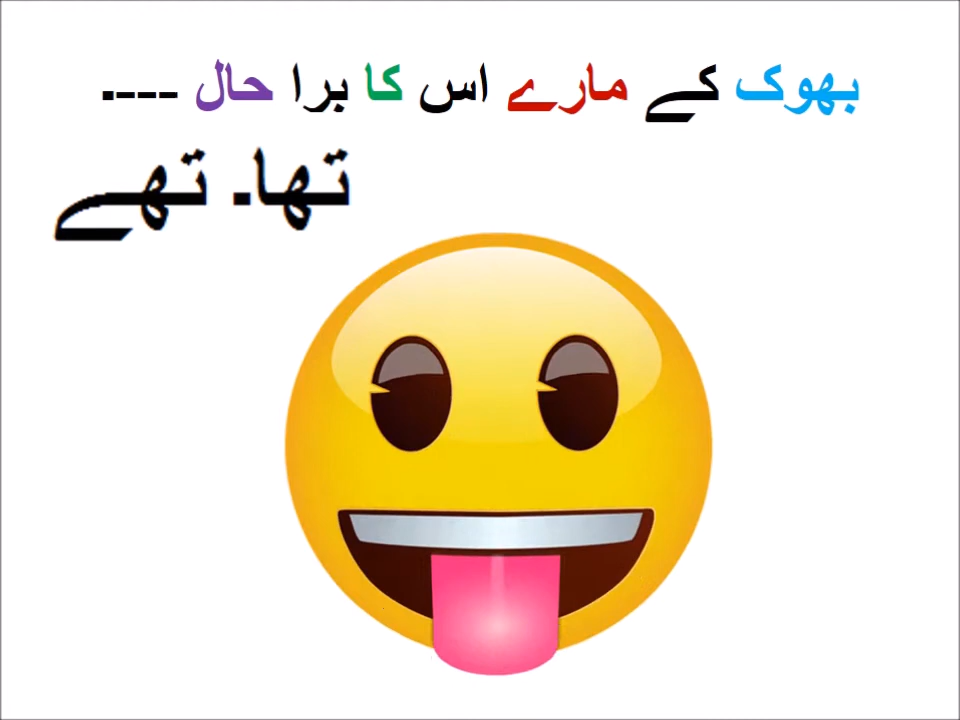 بھوک کے مارے اس کا برا حال ---.
تھا۔ تھے